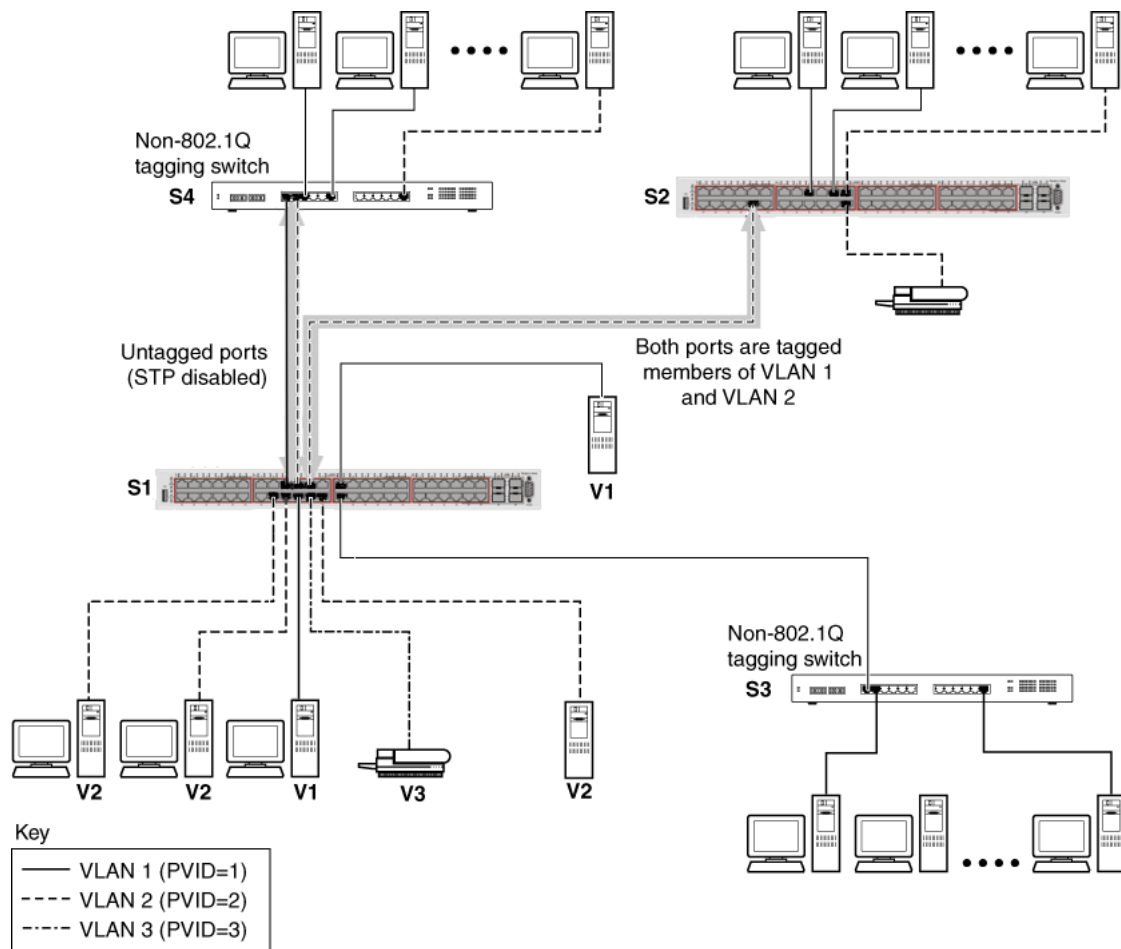 Non-802.1Q
tagging switch
S4
S2
Untagged ports
(STP disabled)
Both ports are tagged
members of VLAN 1
and VLAN 2
S1
V1
Non-802.1Q
tagging switch
S3
V2
V2
V1
V3
V2
Key
VLAN 1 (PVID=1)
VLAN 2 (PVID=2)
VLAN 3 (PVID=3)